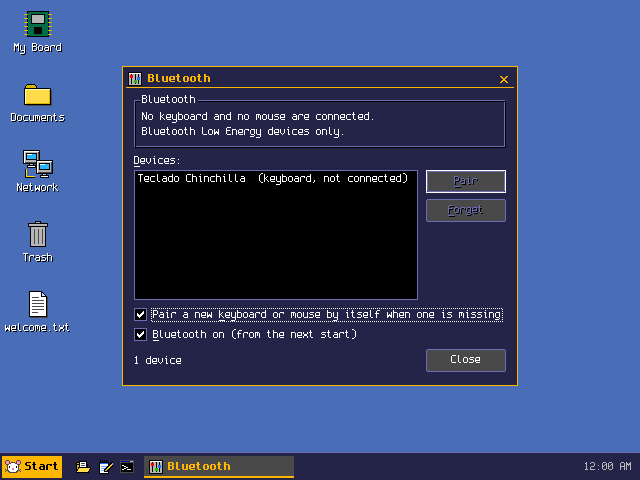 My Board
Documents
Network
Trash
welcome.txt
Bluetooth
Bluetooth
No keyboard and no mouse are connected.
Bluetooth Low Energy devices only.
Devices:
Teclado Chinchilla (keyboard, not connected)
Pair
Forget
Pair a new keyboard or mouse by itself when one is missing
Bluetooth on (from the next start)
1 device
Close
Start
Bluetooth
12:00 AM